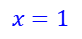 x = 1